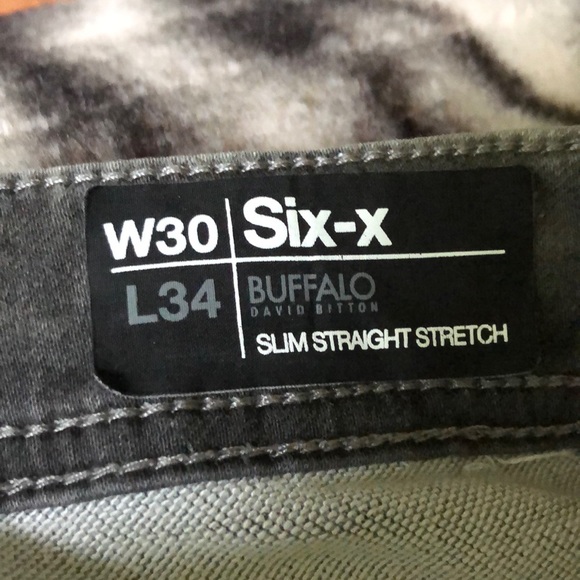 W30 Six-x
L34 BUFFALO
DAVID BITTON
SLIM STRAIGHT STRETCH